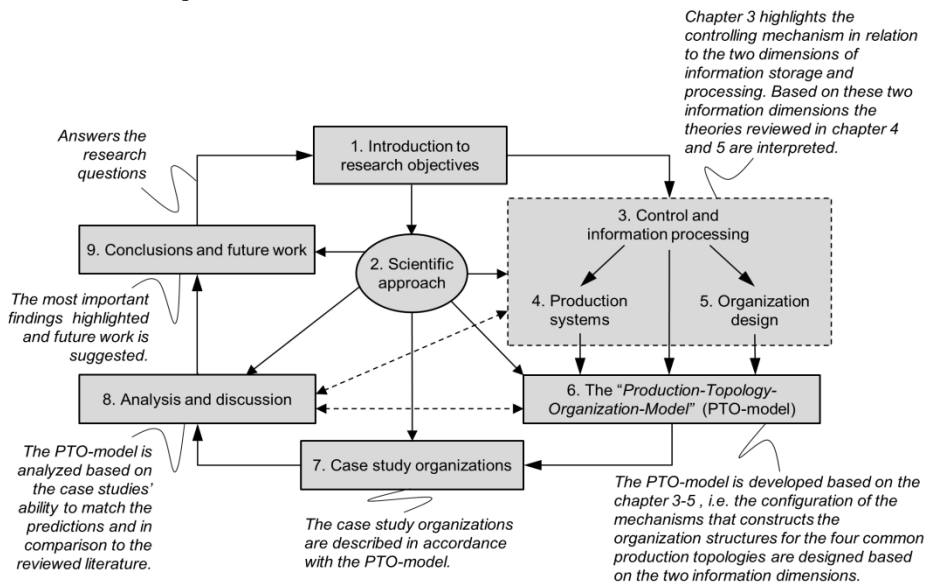 Chapter 3 highlights the
controlling mechanism in relation
to the two dimensions of
information storage and
processing. Based on these two
information dimensions the
theories reviewed in chapter 4
and 5 are interpreted.
Answers the
research
questions
1. Introduction to
research objectives
3. Control and
information processing
9. Conclusions and future work
2. Scientific
approach
4. Production
systems
5. Organization
design
The most important
findings highlighted
and future work is
suggested.
8. Analysis and discussion
6. The “Production-Topology-
Organization-Model” (PTO-model)
7. Case study organizations
The PTO-model is
analyzed based on
the case studies’
ability to match the
predictions and in
comparison to the
reviewed literature.
The case study organizations
are described in accordance
with the PTO-model.
The PTO-model is developed based on the
chapter 3-5 , i.e. the configuration of the
mechanisms that constructs the
organization structures for the four common
production topologies are designed based
on the two information dimensions.